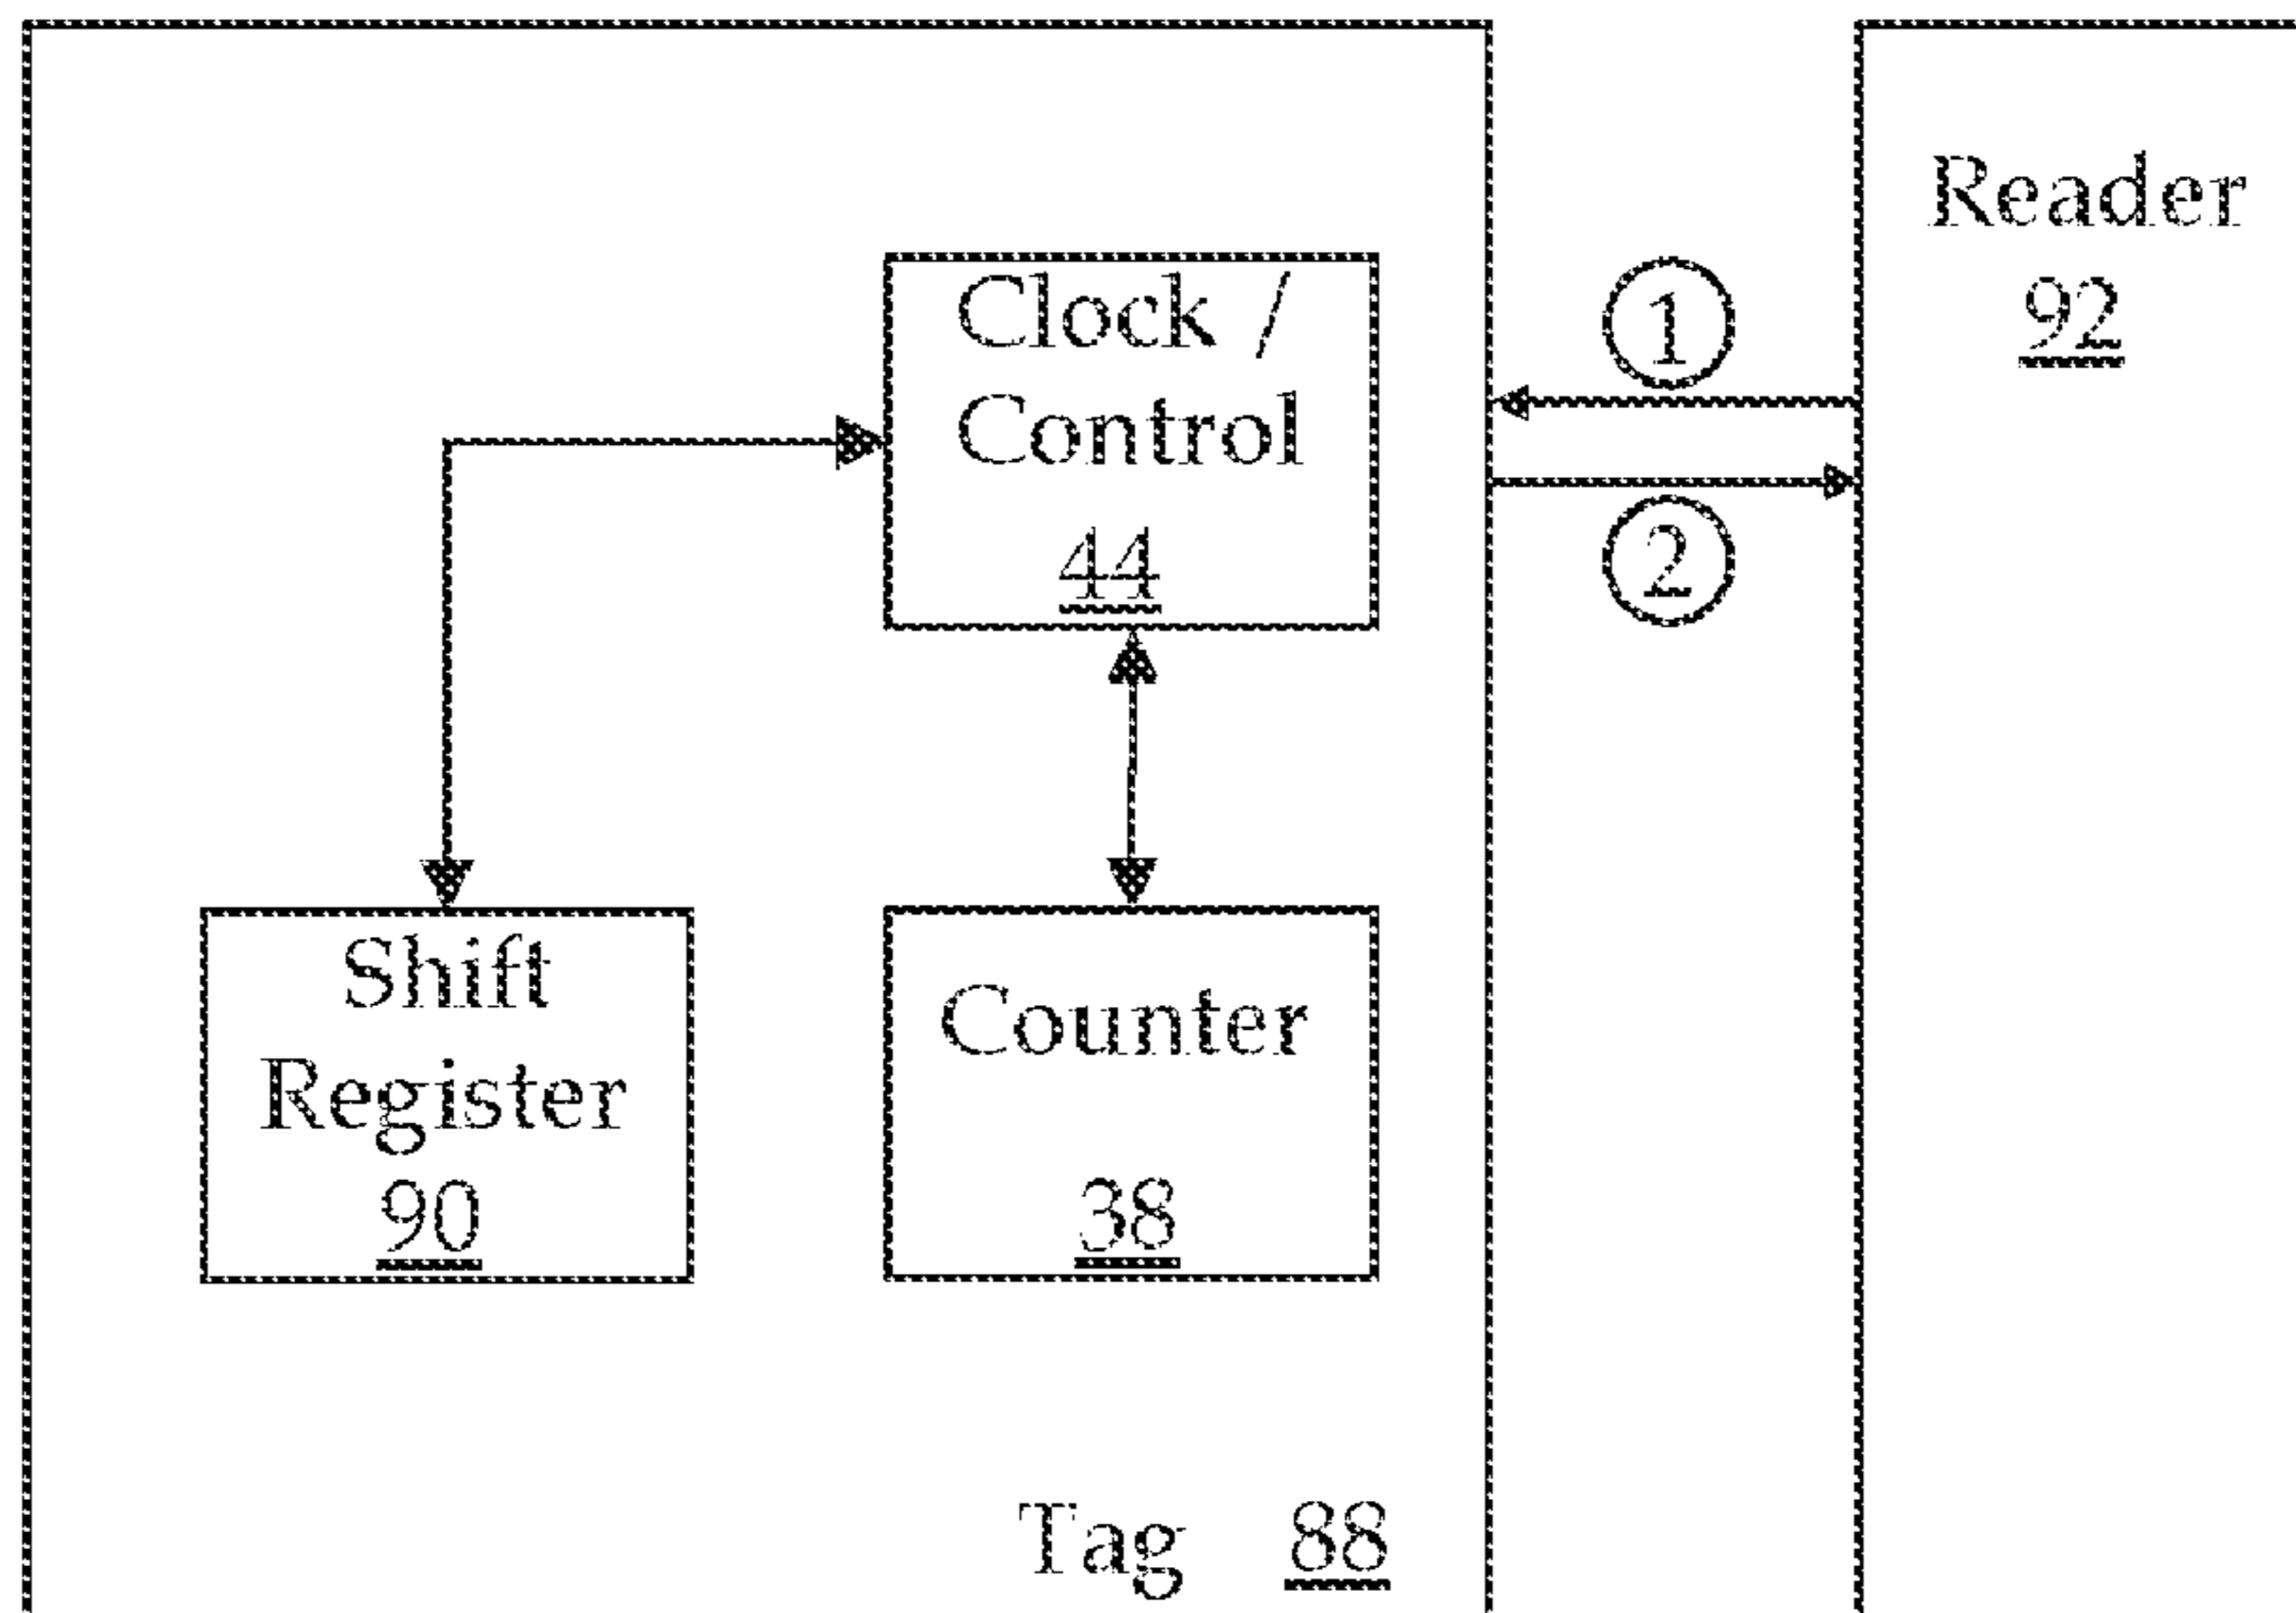 Clock /
Control
44
Shift
Register
90
Counter
38
Tag 88
1
2
Reader
92